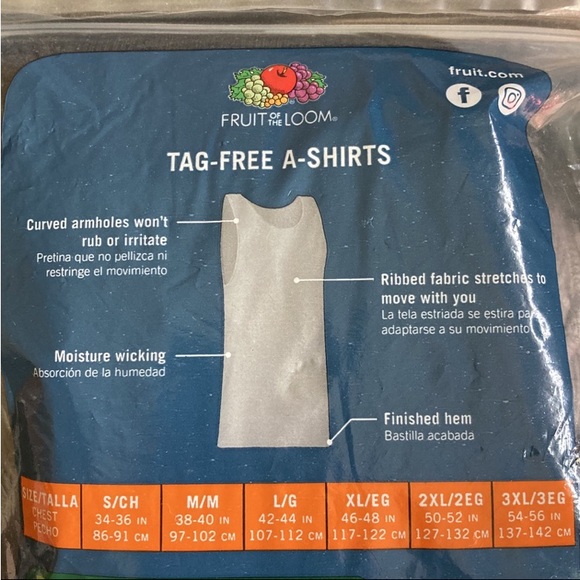 fruit.com
f
FRUIT OF THE LOOM®
TAG-FREE A-SHIRTS
Curved armholes won't
rub or irritate
Pretina que no pellizca ni
restringe el movimiento
Ribbed fabric stretches to
move with you
La tela estriada se estira para
adaptarse a su movimiento
Moisture wicking
Absorción de la humedad
Finished hem
Bastilla acabada
SIZE/TALLA S/CH M/M L/G XL/EG 2XL/2EG 3XL/3EG
CHEST 34-36 IN 38-40 IN 42-44 IN 46-48 IN 50-52 IN 54-56 IN
PECHO 86-91 CM 97-102 CM 107-112 CM 117-122 CM 127-132 CM 137-142 CM